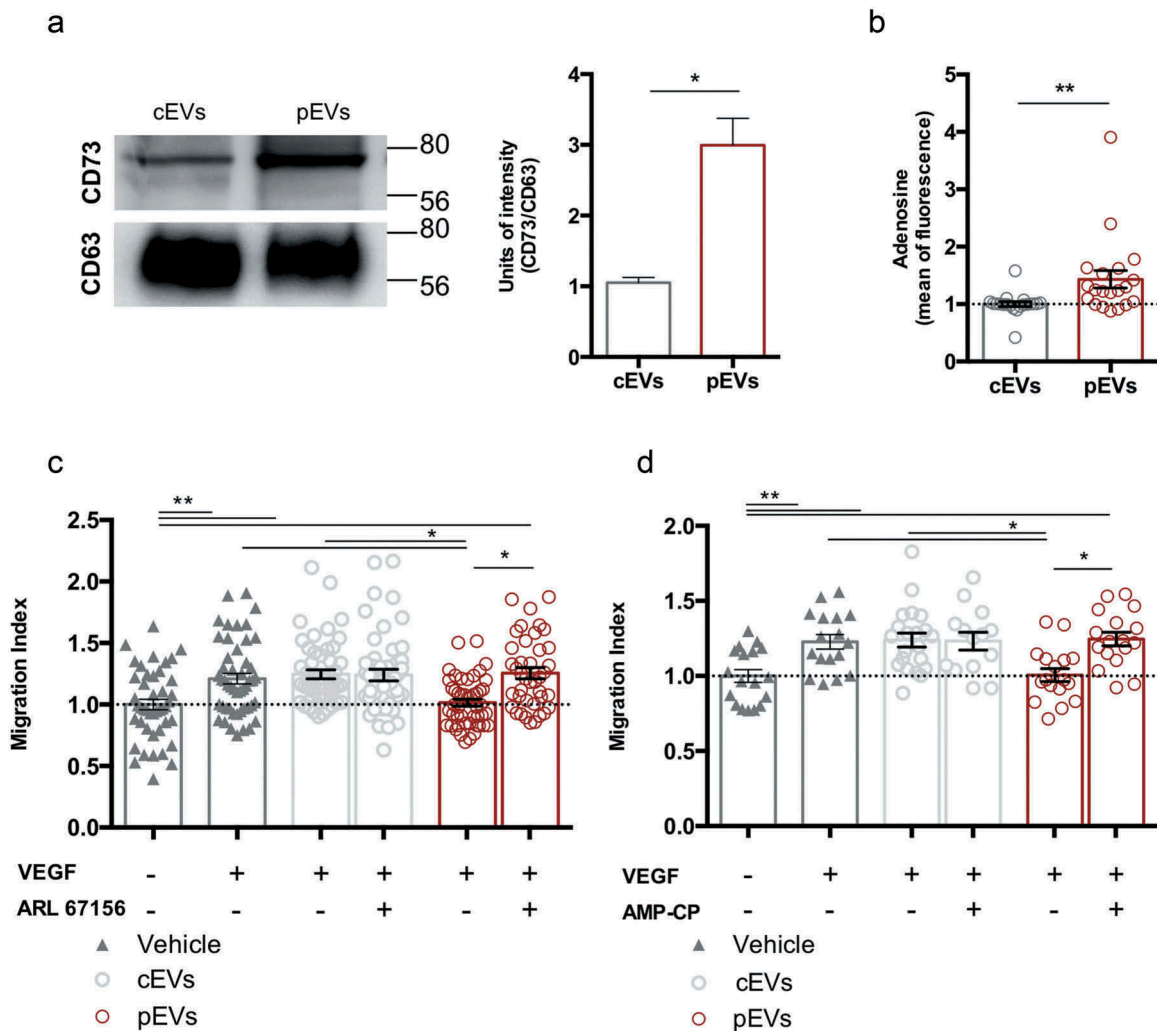 a
cEVs pEVs
CD73
80
56
CD63
80
56
Units of intensity
(CD73/CD63)
4
3
2
1
0
*
cEVs pEVs
b
Adenosine
(mean of fluorescence)
5
4
3
2
1
0
**
cEVs pEVs
c
Migration Index
2.5
2.0
1.5
1.0
0.5
0.0
**
*
*
VEGF - + + + + +
ARL 67156 - - - + - +
Vehicle
cEVs
pEVs
d
Migration Index
2.0
1.5
1.0
0.5
0.0
**
*
*
VEGF - + + + + +
AMP-CP - - - + - +
Vehicle
cEVs
pEVs